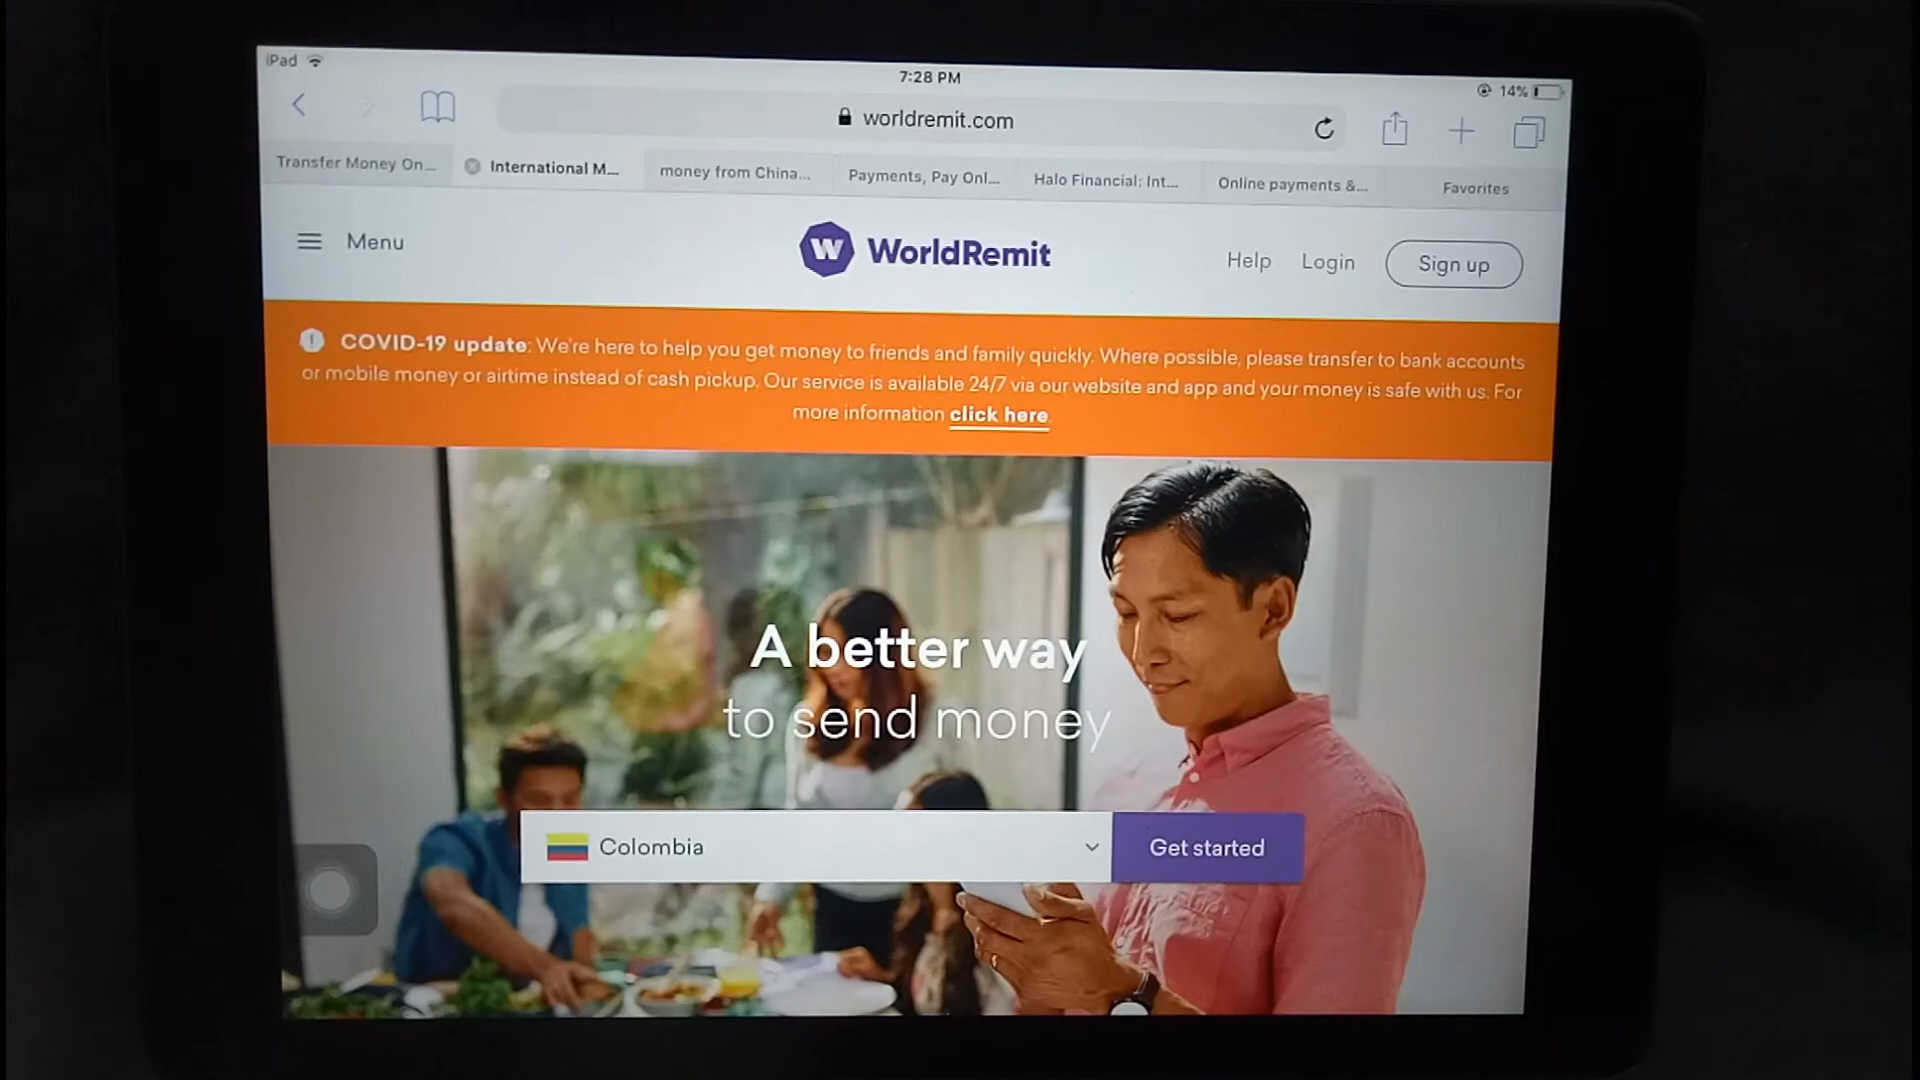 iPad
7:28 PM
14%
worldremit.com
Transfer Money On...
International M...
money from China...
Payments, Pay Onl...
Halo Financial: Int...
Online payments &...
Favorites
Menu
W WorldRemit
Help
Login
Sign up
COVID-19 update: We're here to help you get money to friends and family quickly. Where possible, please transfer to bank accounts
or mobile money or airtime instead of cash pickup. Our service is available 24/7 via our website and app and your money is safe with us. For
more information click here.
A better way
to send money
Colombia
Get started